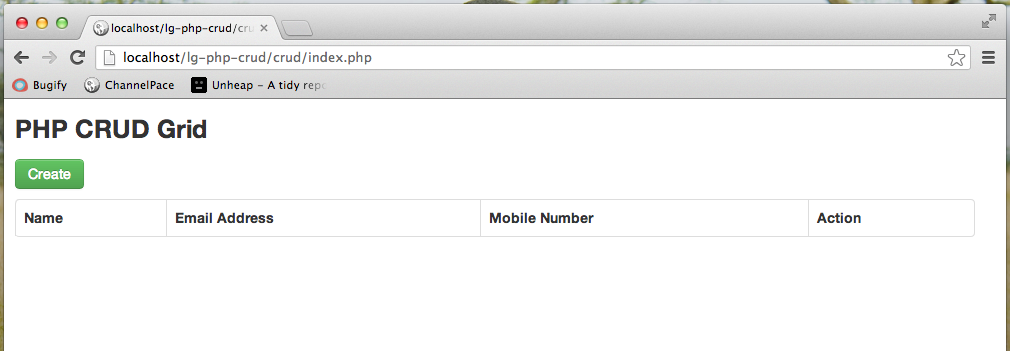 localhost/lg-php-crud/cru
localhost/lg-php-crud/crud/index.php
Bugify ChannelPace Unheap – A tidy repo
PHP CRUD Grid
Create
Name Email Address Mobile Number Action